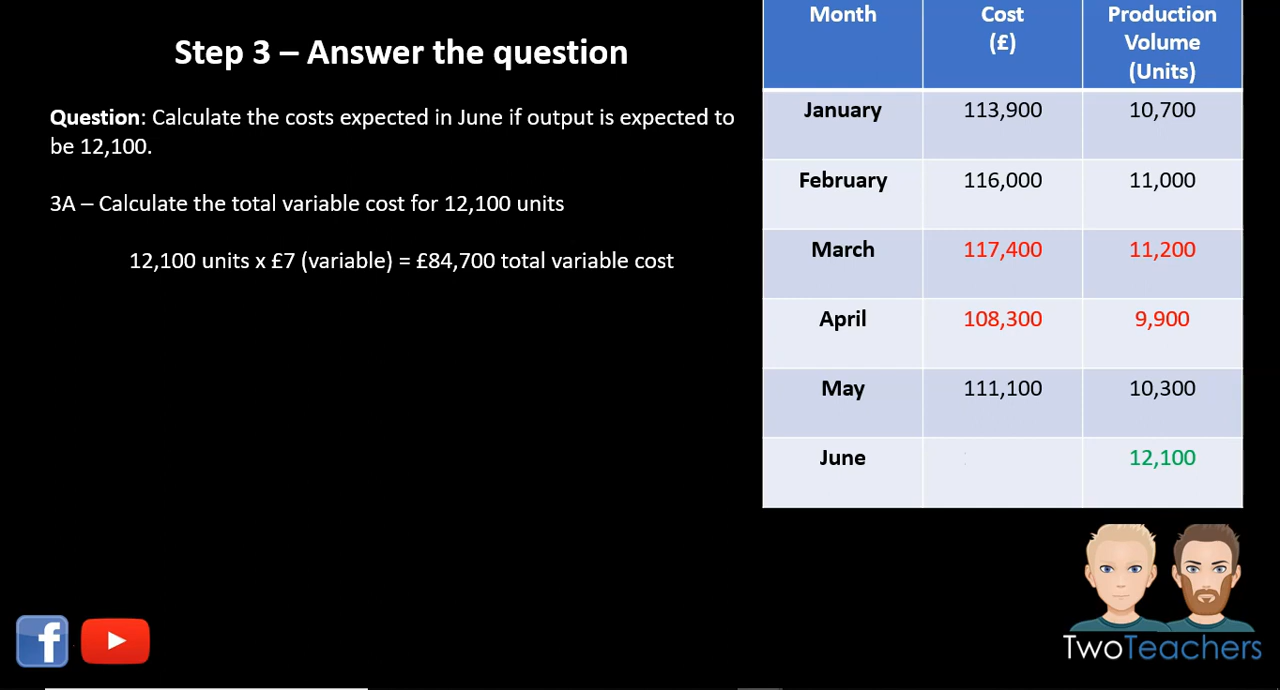 Step 3 – Answer the question
Question: Calculate the costs expected in June if output is expected to
be 12,100.
3A – Calculate the total variable cost for 12,100 units
12,100 units x £7 (variable) = £84,700 total variable cost
Month Cost Production
(£) Volume
(Units)
January 113,900 10,700
February 116,000 11,000
March 117,400 11,200
April 108,300 9,900
May 111,100 10,300
June 12,100
f
TwoTeachers